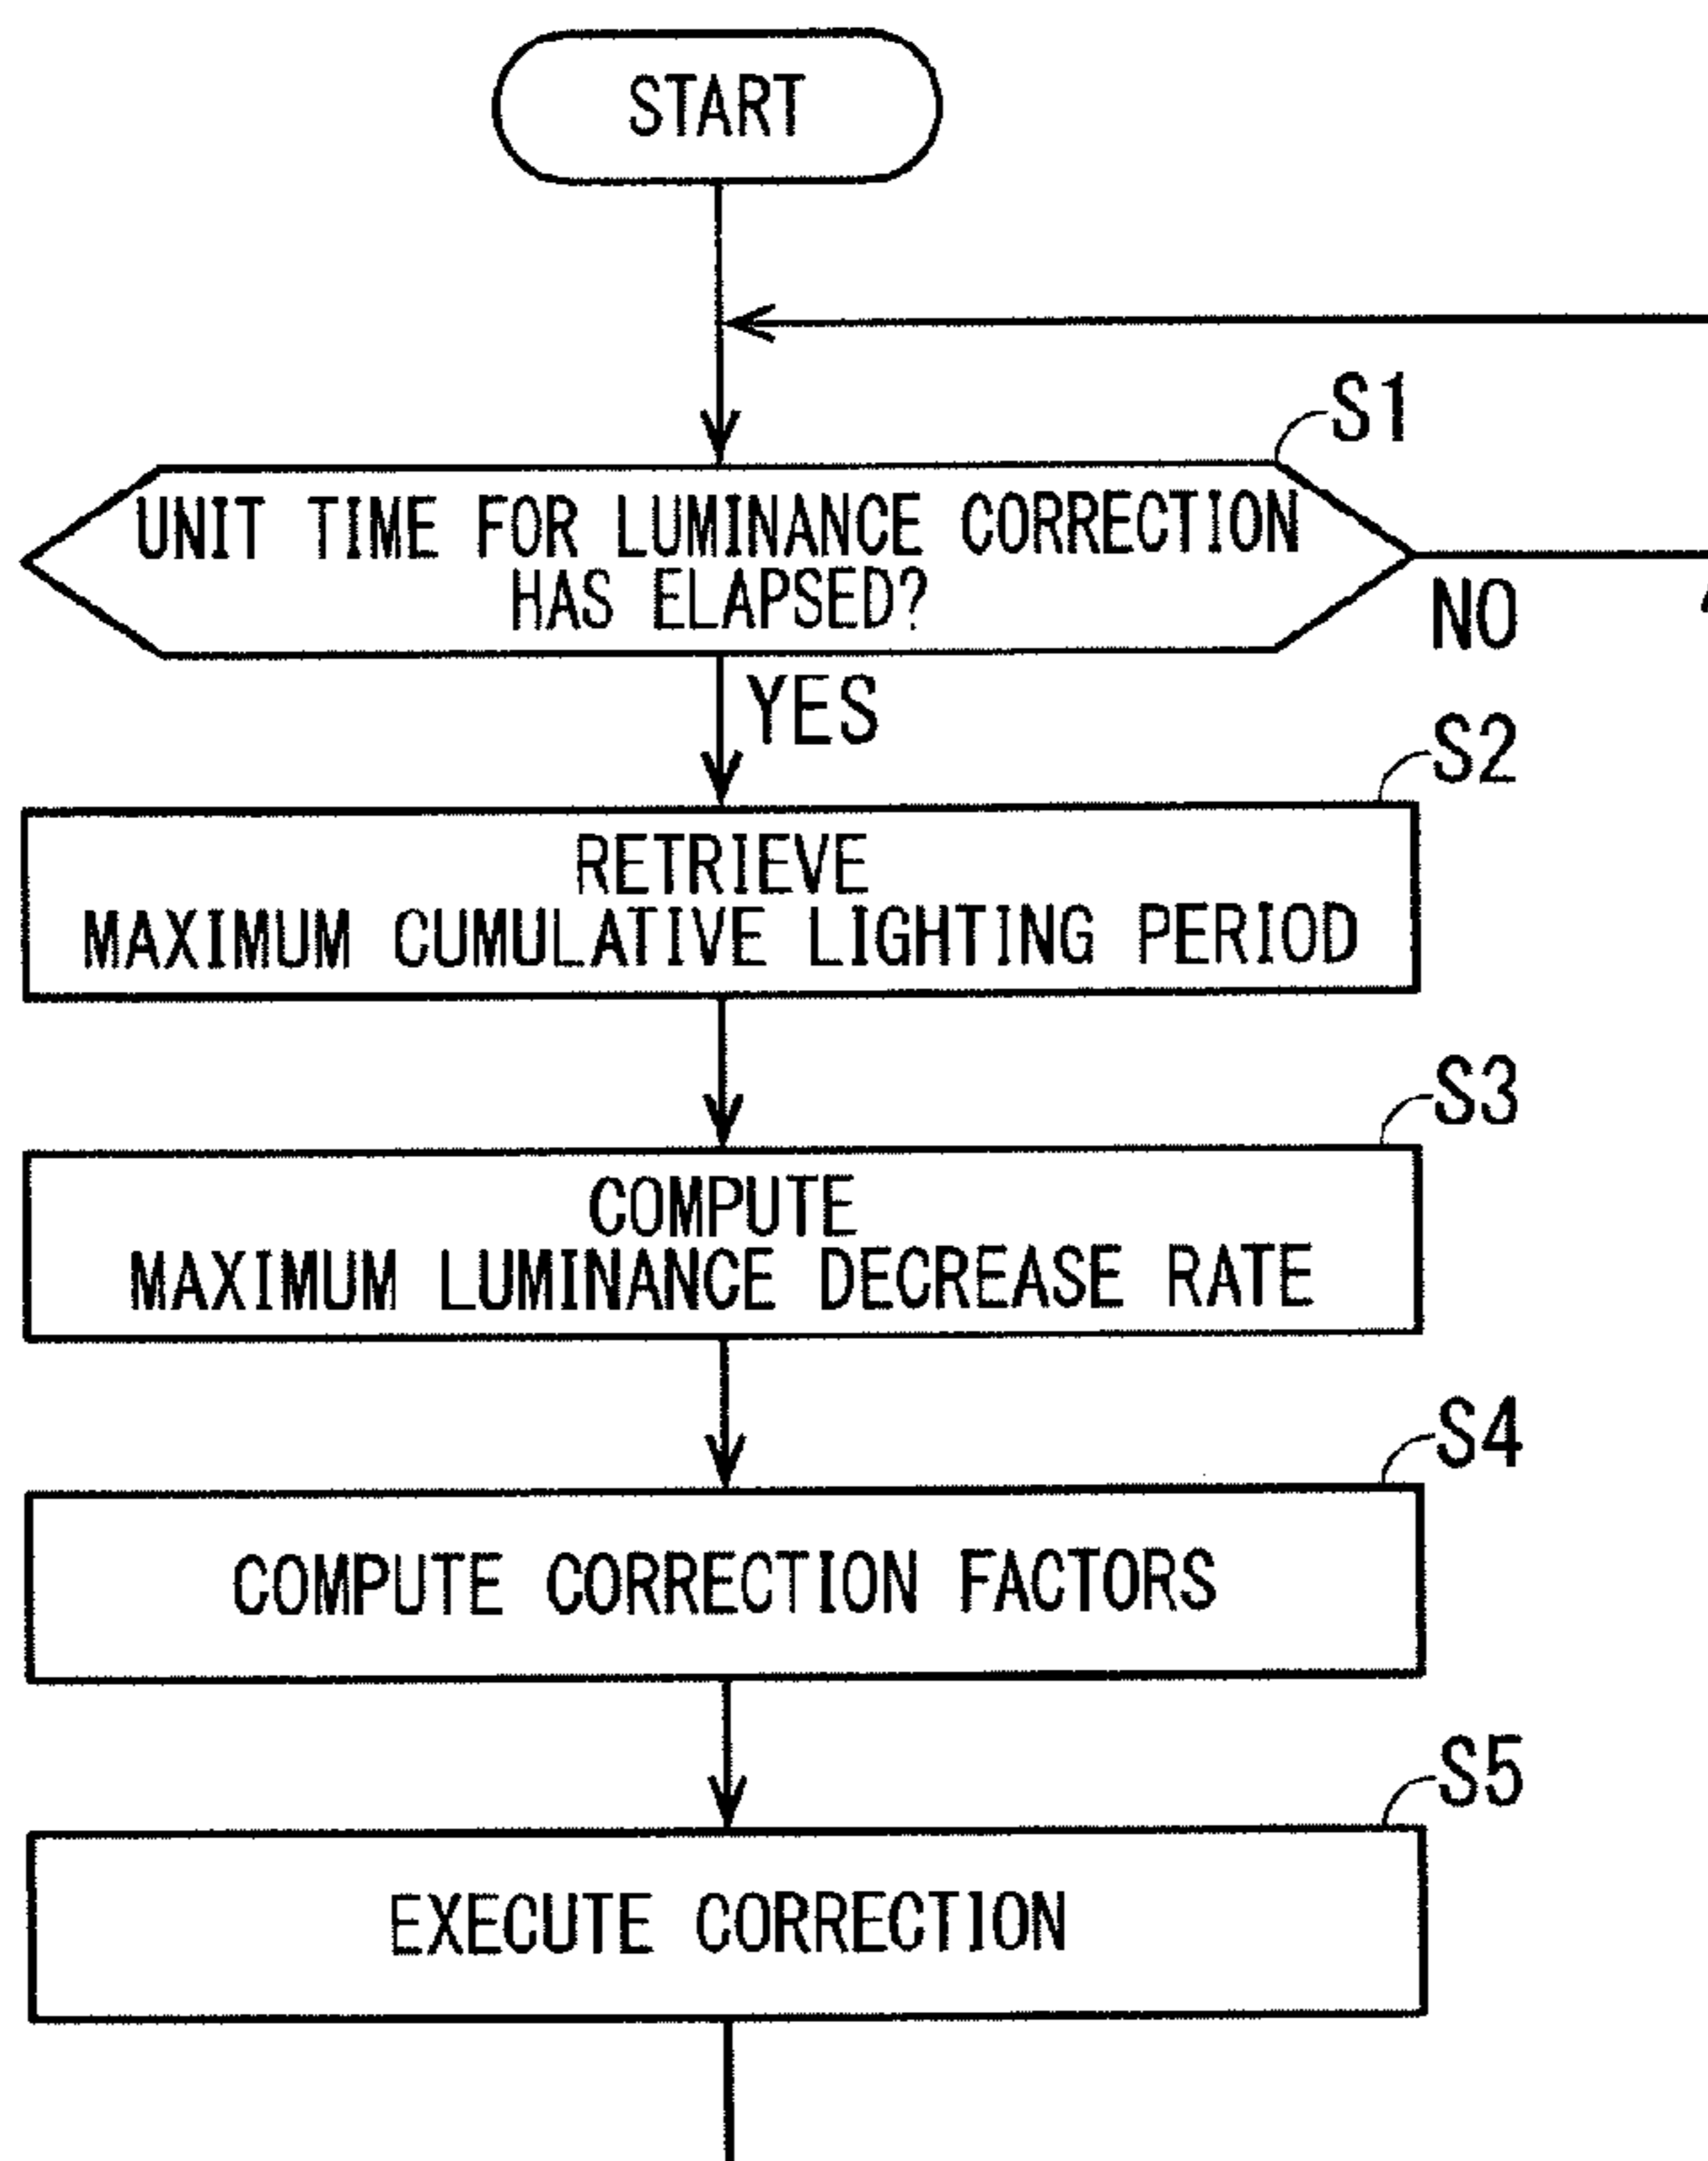 START
S1
UNIT TIME FOR LUMINANCE CORRECTION
HAS ELAPSED?
NO
YES
S2
RETRIEVE
MAXIMUM CUMULATIVE LIGHTING PERIOD
S3
COMPUTE
MAXIMUM LUMINANCE DECREASE RATE
S4
COMPUTE CORRECTION FACTORS
S5
EXECUTE CORRECTION